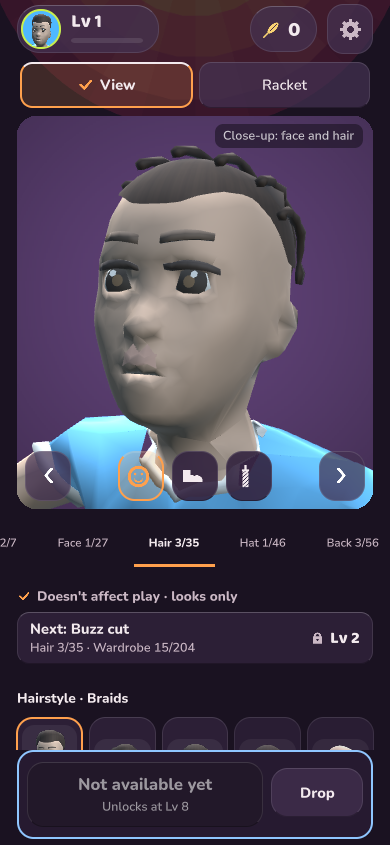 Lv 1
0
View
Racket
Close-up: face and hair
2/7
Face 1/27
Hair 3/35
Hat 1/46
Back 3/56
Doesn't affect play · looks only
Next: Buzz cut
Hair 3/35 · Wardrobe 15/204
Lv 2
Hairstyle · Braids
Not available yet
Unlocks at Lv 8
Drop